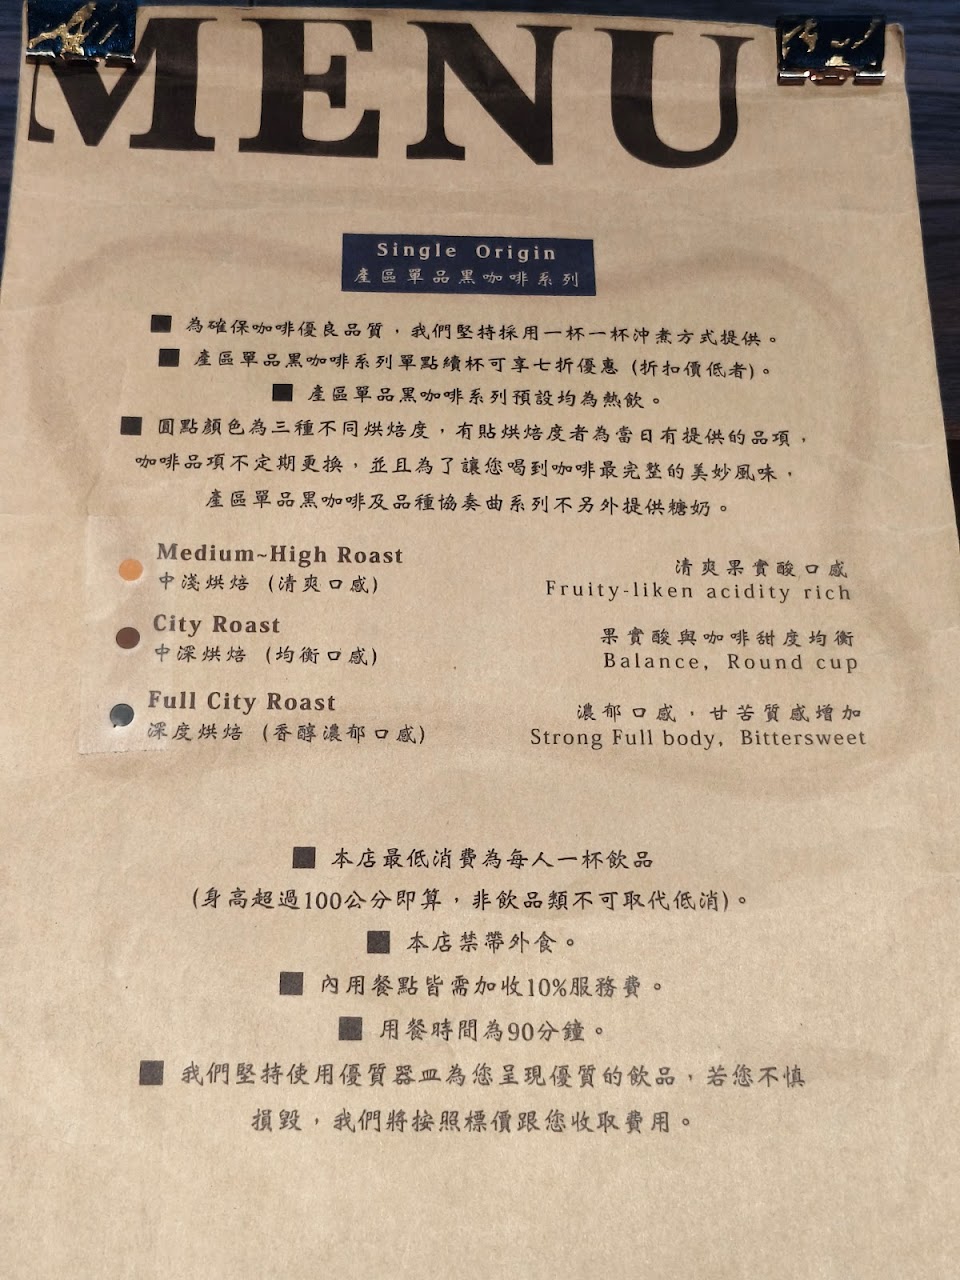 MENU
Single Origin
產區單品黑咖啡系列
■ 為確保咖啡優良品質，我們堅持採用一杯一杯沖煮方式提供。
■ 產區單品黑咖啡系列單點續杯可享七折優惠 (折扣價低者)。
■ 產區單品黑咖啡系列預設均為熱飲。
■ 圓點顏色為三種不同烘焙度，有貼烘焙度者為當日有提供的品項，
咖啡品項不定期更換，並且為了讓您喝到咖啡最完整的美妙風味，
產區單品黑咖啡及品種協奏曲系列不另外提供糖奶。
Medium~High Roast
中淺烘焙 (清爽口感)
清爽果實酸口感
Fruity-liken acidity rich
City Roast
中深烘焙 (均衡口感)
果實酸與咖啡甜度均衡
Balance, Round cup
Full City Roast
深度烘焙 (香醇濃郁口感)
濃郁口感，甘苦質感增加
Strong Full body, Bittersweet
■ 本店最低消費為每人一杯飲品
(身高超過100公分即算，非飲品類不可取代低消)。
■ 本店禁帶外食。
■ 內用餐點皆需加收10%服務費。
■ 用餐時間為90分鐘。
■ 我們堅持使用優質器皿為您呈現優質的飲品，若您不慎
損毀，我們將按照標價跟您收取費用。